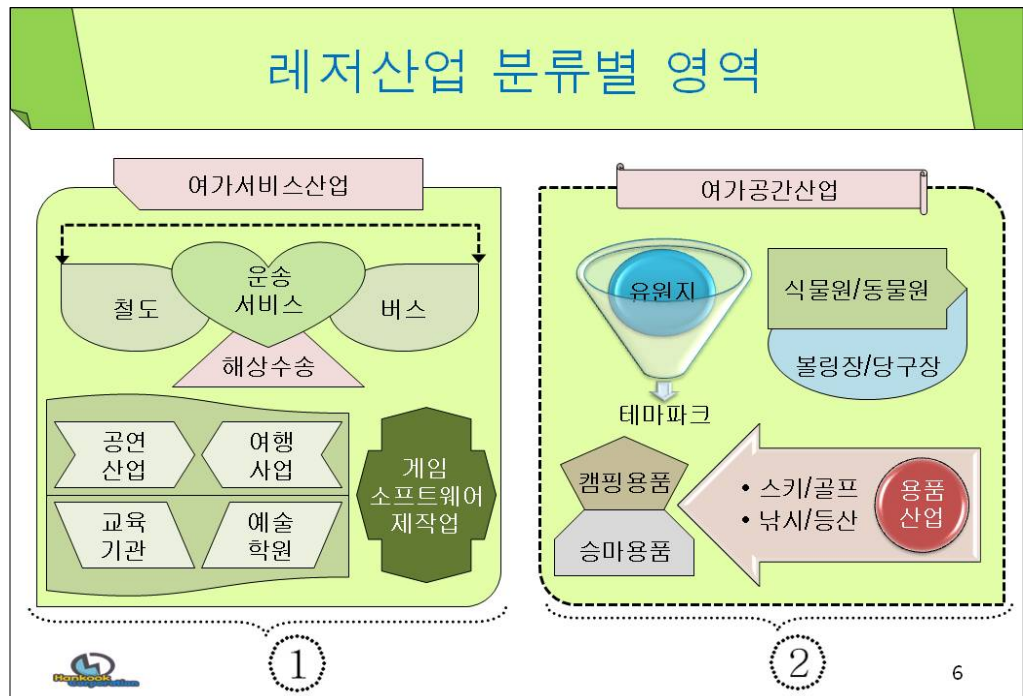 레저산업 분류별 영역
여가서비스산업
운송
서비스
철도
버스
해상수송
공연
산업
여행
사업
교육
기관
예술
학원
게임
소프트웨어
제작업
1
여가공간산업
유원지
테마파크
식물원/동물원
볼링장/당구장
캠핑용품
승마용품
• 스키/골프
• 낚시/등산
용품
산업
2
Hankook
Corporation
6